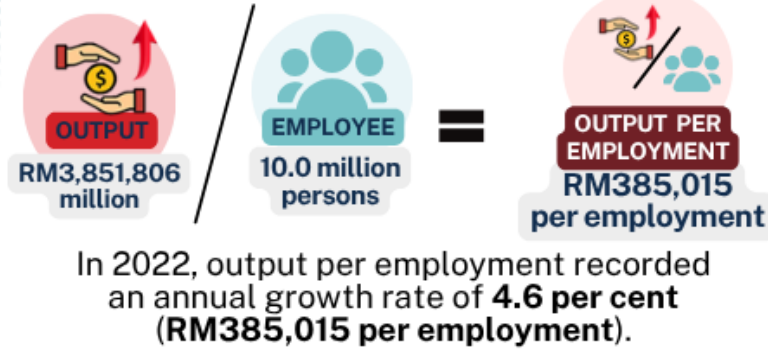 OUTPUT
RM3,851,806
million
EMPLOYEE
10.0 million
persons
OUTPUT PER
EMPLOYMENT
RM385,015
per employment
In 2022, output per employment recorded
an annual growth rate of 4.6 per cent
(RM385,015 per employment).